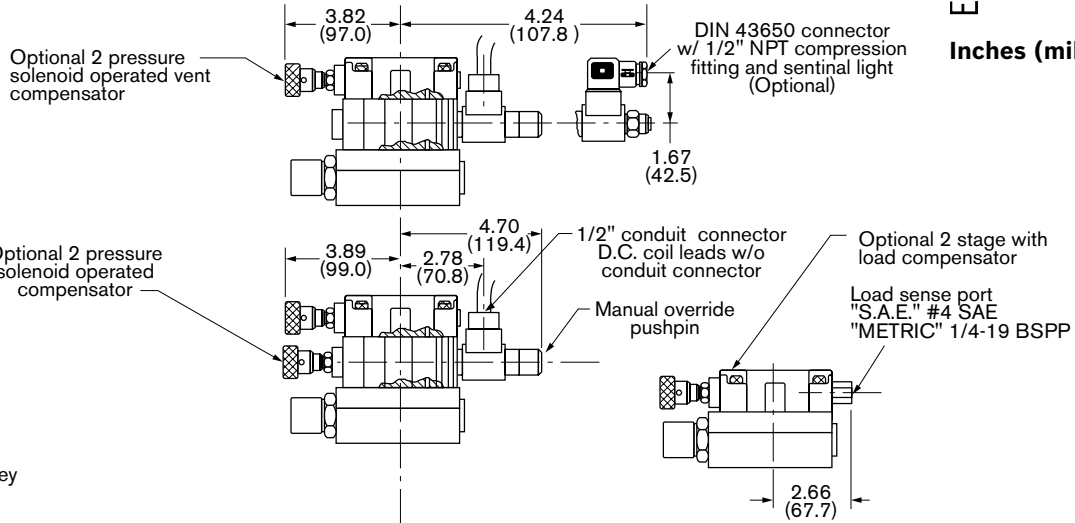 3.82
(97.0)
4.24
(107.8 )
Optional 2 pressure
solenoid operated vent
compensator
DIN 43650 connector
w/ 1/2" NPT compression
fitting and sentinal light
(Optional)
1.67
(42.5)
Optional 2 pressure
solenoid operated
compensator
3.89
(99.0)
4.70
(119.4)
2.78
(70.8)
1/2" conduit connector
D.C. coil leads w/o
conduit connector
Manual override
pushpin
Optional 2 stage with
load compensator
Load sense port
"S.A.E." #4 SAE
"METRIC" 1/4-19 BSPP
2.66
(67.7)